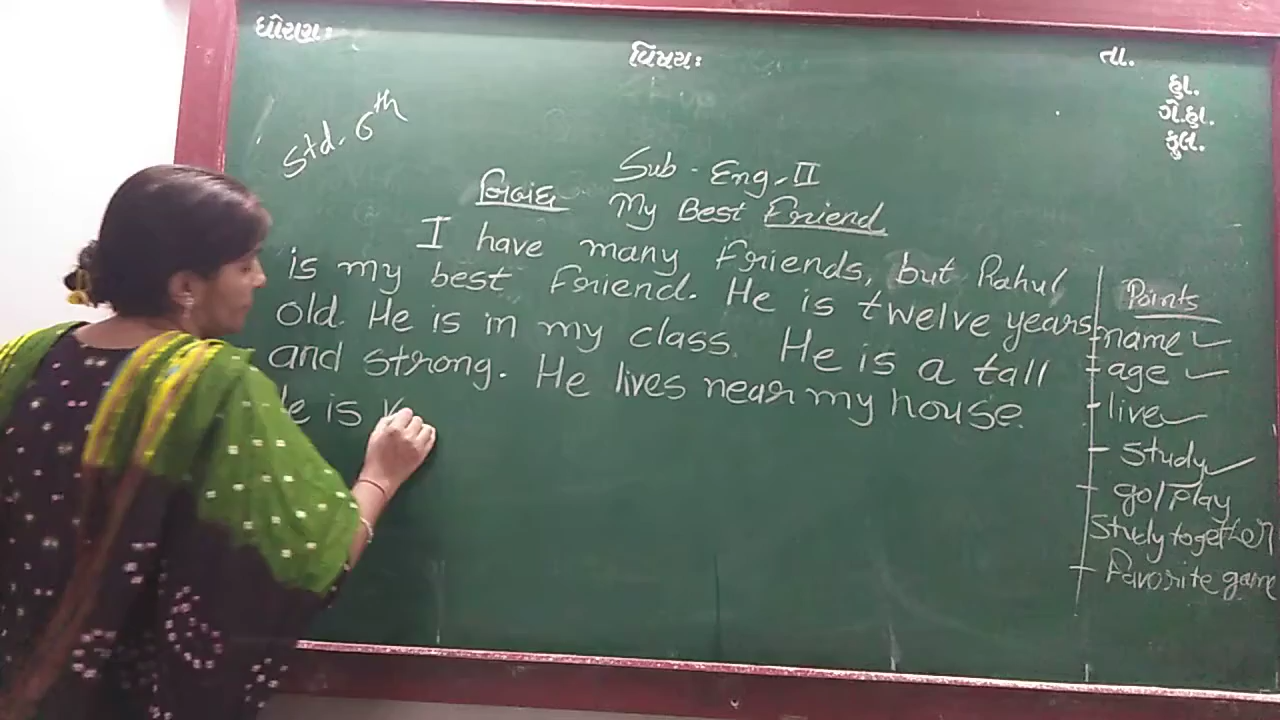 ધોરણઃ
વિષયઃ
તા.
હા.
ગે.હા.
કુલ.
Std. 6th
Sub - Eng. II
નિબંધ My Best Friend
I have many Friends, but Rahul
is my best Friend. He is twelve years
old. He is in my class. He is a tall
and strong. He lives near my house.
He is
Points
- name ✓
- age ✓
- live ✓
- Study ✓
- go/Play
Study together
- Favorite game